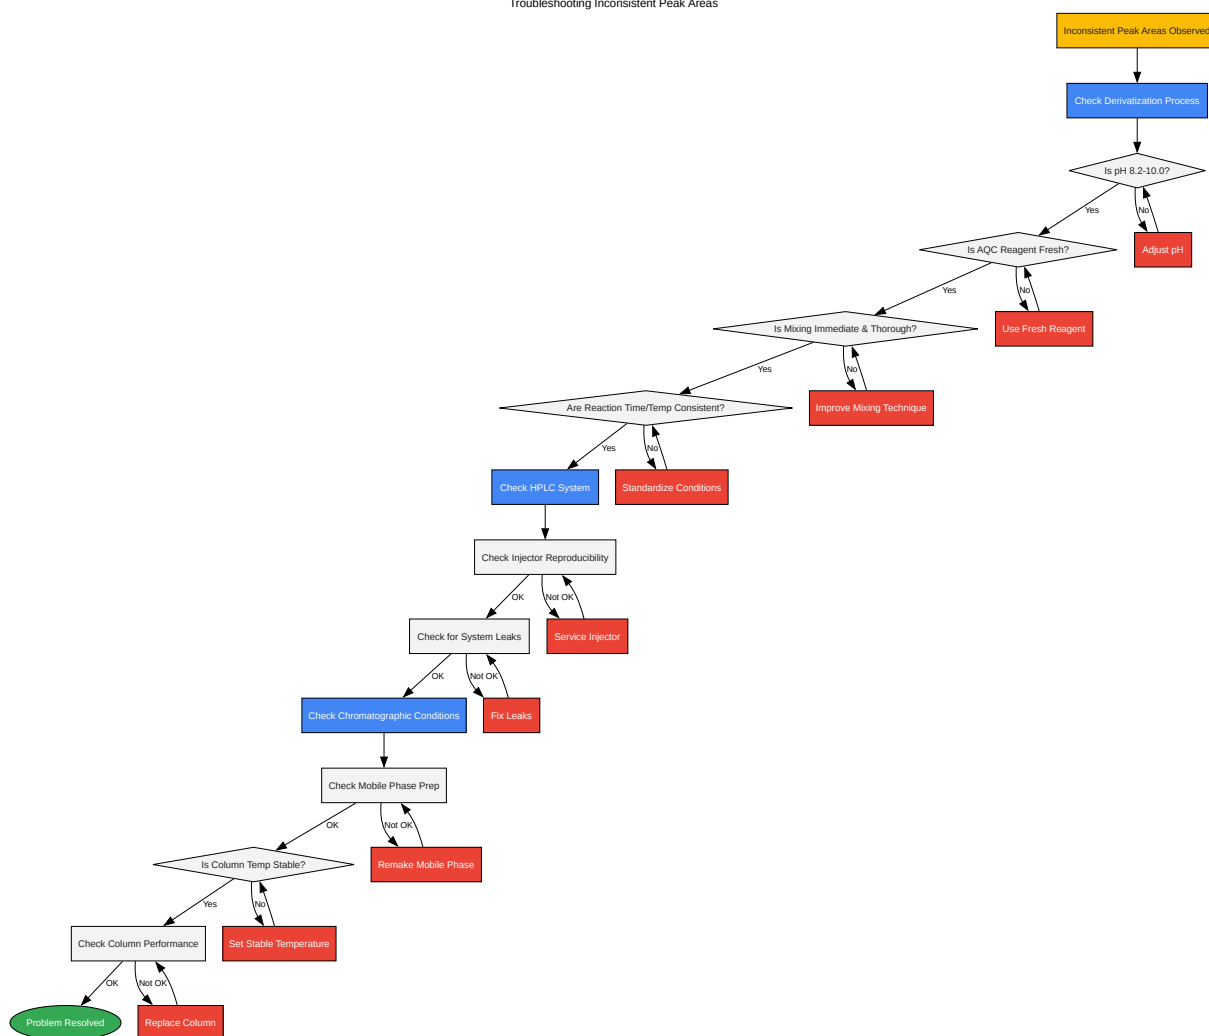 Troubleshooting Inconsistent Peak Areas
Inconsistent Peak Areas Observed
Check Derivatization Process
Is pH 8.2-10.0?
Yes
No
Is AQC Reagent Fresh?
Adjust pH
Yes
No
Is Mixing Immediate & Thorough?
Use Fresh Reagent
Yes
No
Are Reaction Time/Temp Consistent?
Improve Mixing Technique
Yes
No
Check HPLC System
Standardize Conditions
Check Injector Reproducibility
OK
Not OK
Check for System Leaks
Service Injector
OK
Not OK
Check Chromatographic Conditions
Fix Leaks
Check Mobile Phase Prep
OK
Not OK
Is Column Temp Stable?
Remake Mobile Phase
Yes
No
Check Column Performance
Set Stable Temperature
OK
Not OK
Problem Resolved
Replace Column